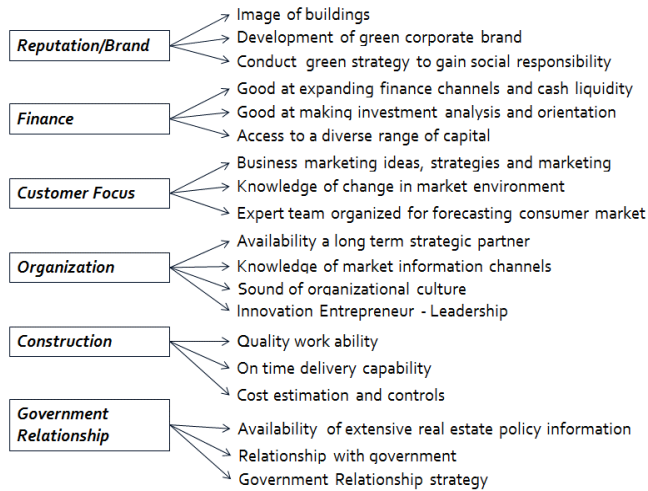 Reputation/Brand
Image of buildings
Development of green corporate brand
Conduct green strategy to gain social responsibility
Finance
Good at expanding finance channels and cash liquidity
Good at making investment analysis and orientation
Access to a diverse range of capital
Customer Focus
Business marketing ideas, strategies and marketing
Knowledge of change in market environment
Expert team organized for forecasting consumer market
Organization
Availability a long term strategic partner
Knowledge of market information channels
Sound of organizational culture
Innovation Entrepreneur - Leadership
Construction
Quality work ability
On time delivery capability
Cost estimation and controls
Government
Relationship
Availability of extensive real estate policy information
Relationship with government
Government Relationship strategy